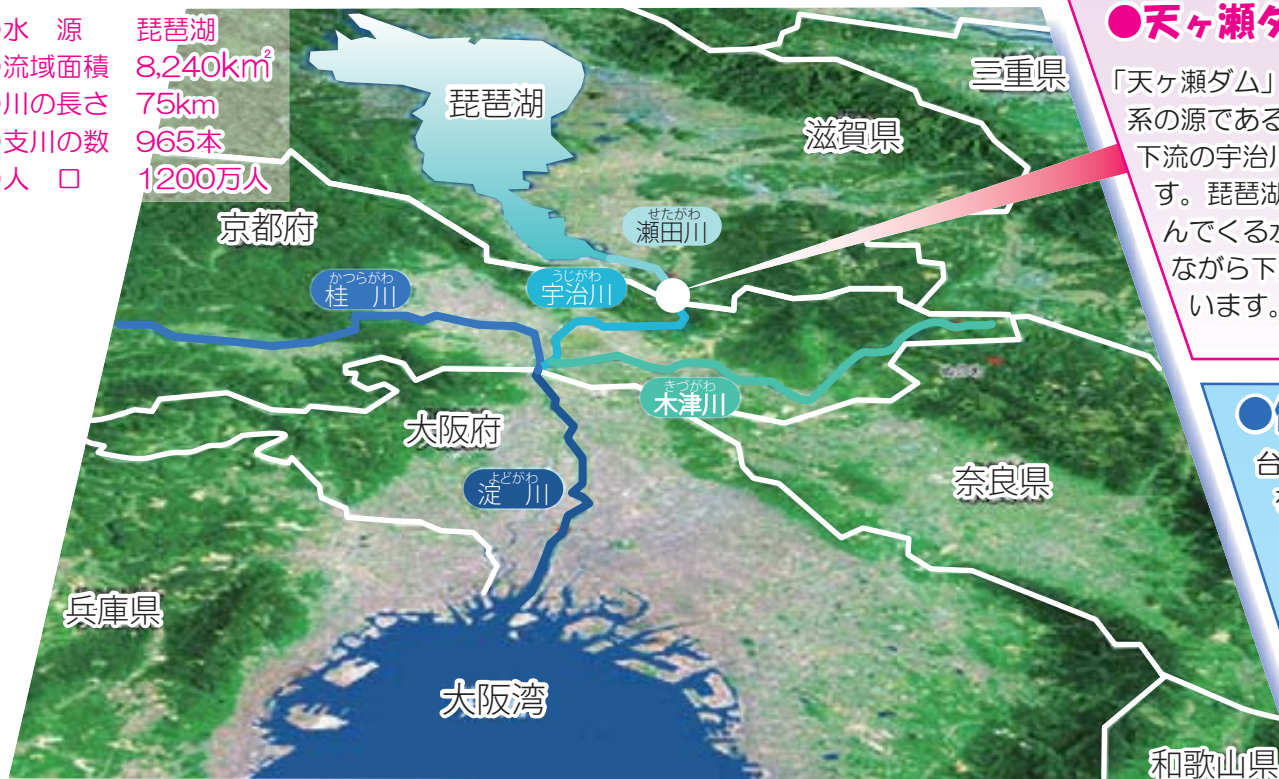 水　源　琵琶湖
流域面積　8,240km²
川の長さ　75km
支川の数　965本
人　口　1200万人
●天ヶ瀬ダ
「天ヶ瀬ダム」
系の源である
下流の宇治川
す。琵琶湖
んでくる
ながら下
います。
●
台
三重県
琵琶湖
滋賀県
京都府
せたがわ
瀬田川
かつらがわ
桂　川
うじがわ
宇治川
きづがわ
木津川
大阪府
よどがわ
淀　川
奈良県
兵庫県
大阪湾
和歌山県